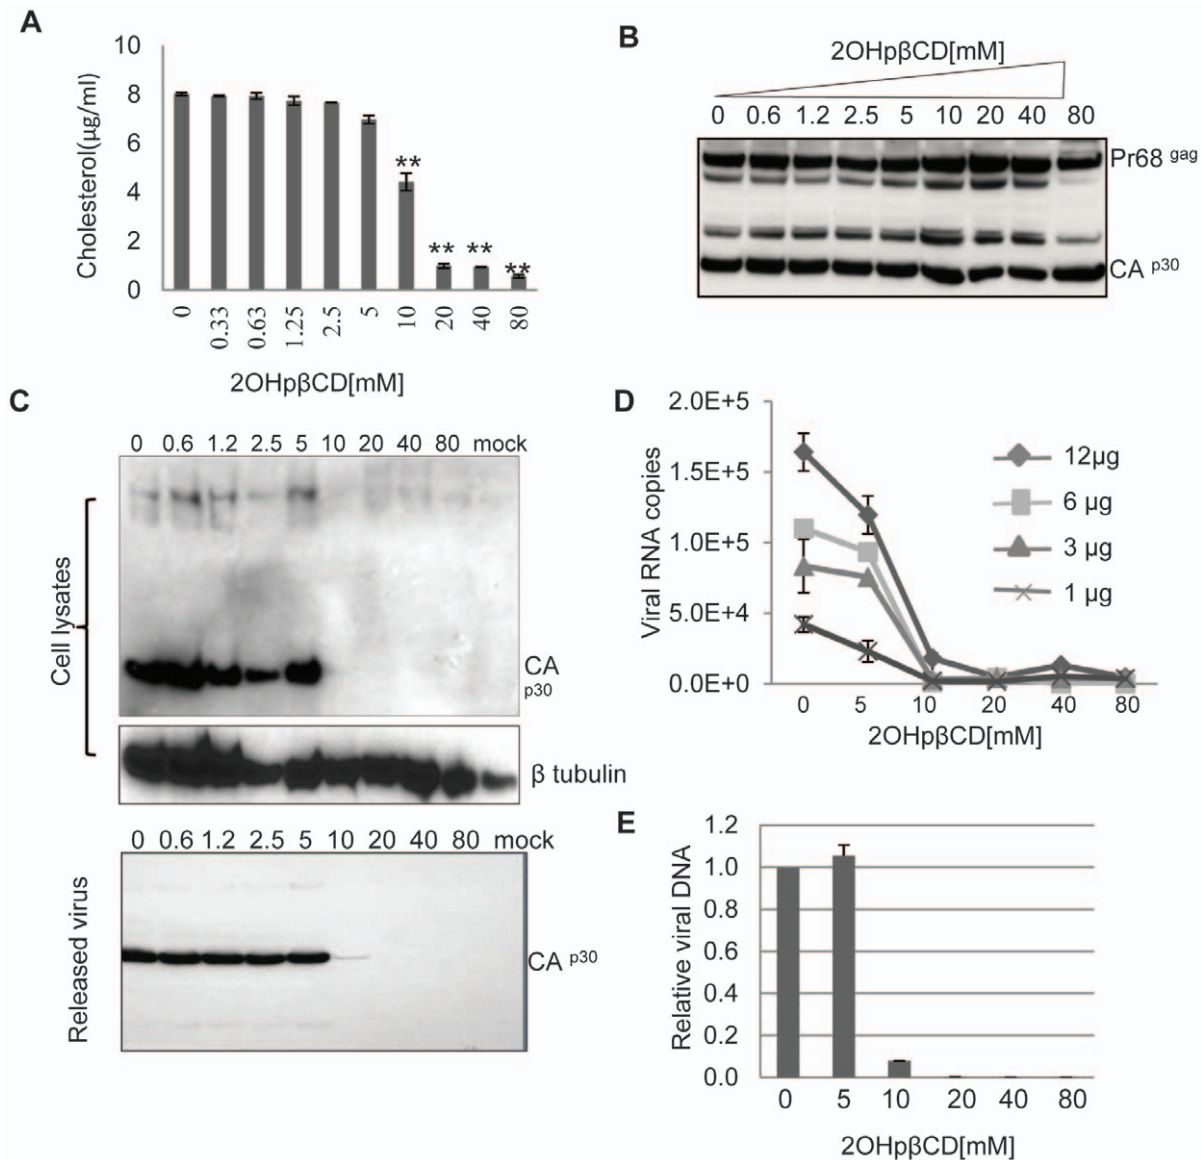 A
10
8
6
4
2
0
Cholesterol(µg/ml)
** ** ** **
0 0.33 0.63 1.25 2.5 5 10 20 40 80
2OHpβCD[mM]
B
2OHpβCD[mM]
0 0.6 1.2 2.5 5 10 20 40 80
Pr68 gag
CA p30
C
0 0.6 1.2 2.5 5 10 20 40 80 mock
Cell lysates
CA
p30
β tubulin
0 0.6 1.2 2.5 5 10 20 40 80 mock
Released virus
CA p30
D
2.0E+5
1.5E+5
1.0E+5
5.0E+4
0.0E+0
Viral RNA copies
12µg
6 µg
3 µg
1 µg
0 5 10 20 40 80
2OHpβCD[mM]
E
1.2
1.0
0.8
0.6
0.4
0.2
0.0
Relative viral DNA
0 5 10 20 40 80
2OHpβCD[mM]